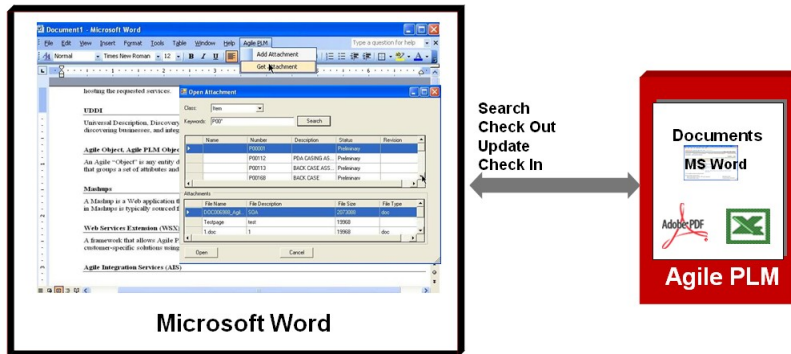 Document1 - Microsoft Word
File Edit View Insert Format Tools Table Window Help Agile PLM Type a question for help
Normal Times New Roman 12 B I U
Add Attachment
Get Attachment
hosting the requested services.
UDDI
Universal Description, Discovery
discovering businesses, and integ
Agile Object, Agile PLM Objec
An Agile "Object" is any entity d
that groups a set of attributes and
Mashups
A Mashup is a Web application t
in Mashups is typically sourced f
Web Services Extension (WSX)
A framework that allows Agile P
customer-specific solutions using
Agile Integration Services (AIS)
Open Attachment
Class: Item
Keywords: P00* Search
Name Number Description Status Revision
P00001 Preliminary
P00112 PDA CASING AS... Preliminary
P00113 BACK CASE ASS... Preliminary
P00168 BACK CASE Preliminary
Attachments
File Name File Description File Size File Type
SOA 2073088 doc
Testpage test 19968
1.doc 1 19968 doc
Open Cancel
Microsoft Word
Search
Check Out
Update
Check In
Documents
MS Word
Adobe PDF
Agile PLM